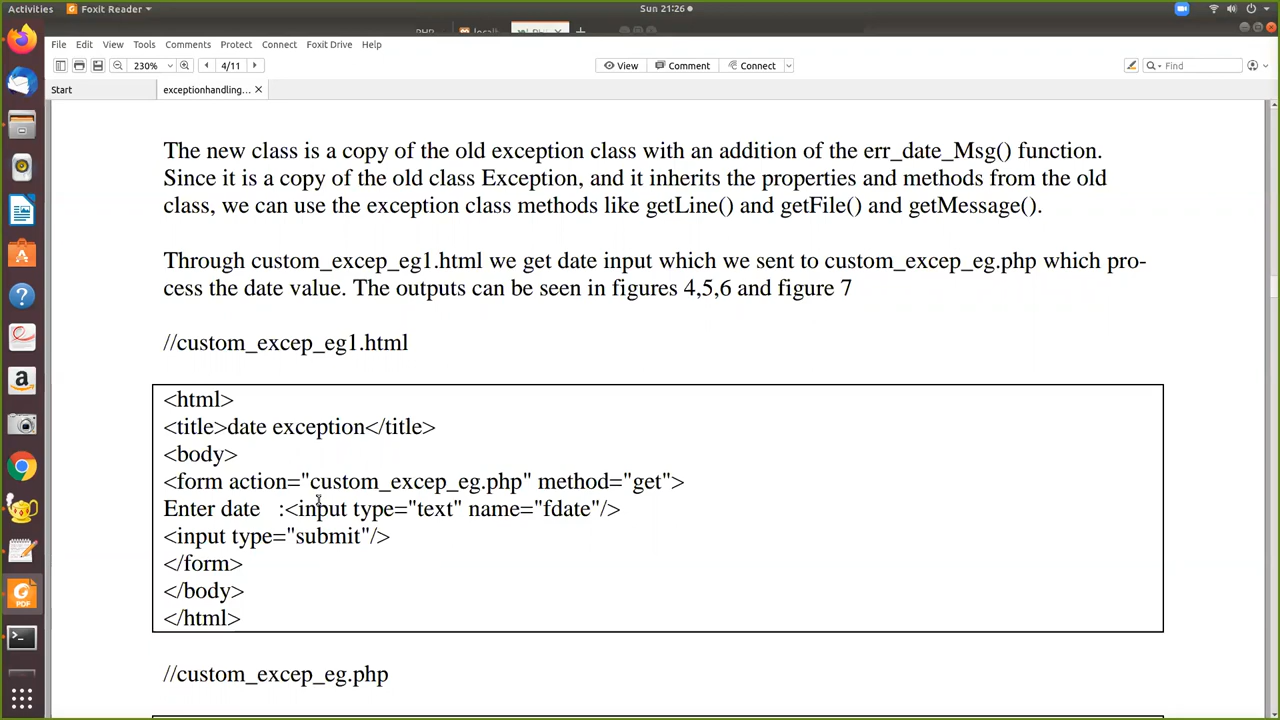 Activities
Foxit Reader
Sun 21:26
PHP
File Edit View Tools Comments Protect Connect Foxit Drive Help
230% 4/11 View Comment Connect Find
Start exceptionhandling...
The new class is a copy of the old exception class with an addition of the err_date_Msg() function.
Since it is a copy of the old class Exception, and it inherits the properties and methods from the old
class, we can use the exception class methods like getLine() and getFile() and getMessage().
Through custom_excep_eg1.html we get date input which we sent to custom_excep_eg.php which pro-
cess the date value. The outputs can be seen in figures 4,5,6 and figure 7
//custom_excep_eg1.html
<html>
<title>date exception</title>
<body>
<form action="custom_excep_eg.php" method="get">
Enter date :<input type="text" name="fdate"/>
<input type="submit"/>
</form>
</body>
</html>
//custom_excep_eg.php